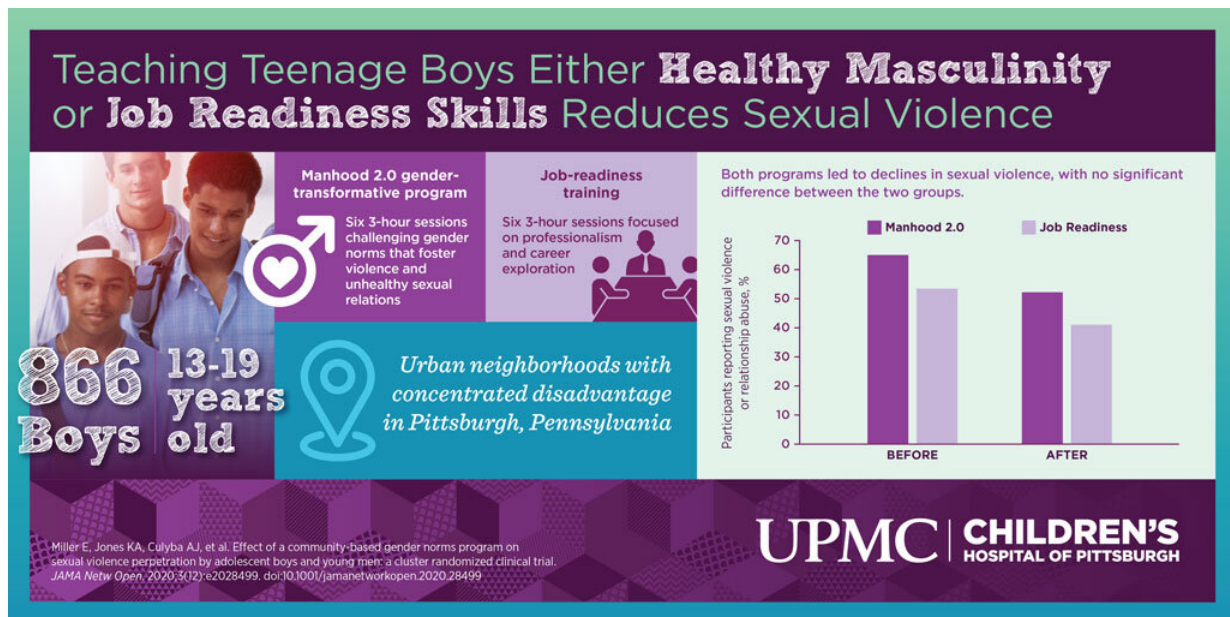 Teaching Teenage Boys Either Healthy Masculinity
or Job Readiness Skills Reduces Sexual Violence
866
Boys
13-19
years
old
Manhood 2.0 gender-
transformative program
Six 3-hour sessions
challenging gender
norms that foster
violence and
unhealthy sexual
relations
Job-readiness
training
Six 3-hour sessions focused
on professionalism
and career
exploration
Urban neighborhoods with
concentrated disadvantage
in Pittsburgh, Pennsylvania
Both programs led to declines in sexual violence, with no significant
difference between the two groups.
Manhood 2.0
Job Readiness
Participants reporting sexual violence
or relationship abuse, %
70
60
50
40
30
20
10
0
BEFORE
AFTER
Miller E, Jones KA, Culyba AJ, et al. Effect of a community-based gender norms program on
sexual violence perpetration by adolescent boys and young men: a cluster randomized clinical trial.
JAMA Netw Open. 2020;3(12):e2028499. doi:10.1001/jamanetworkopen.2020.28499
UPMC
CHILDREN'S
HOSPITAL OF PITTSBURGH